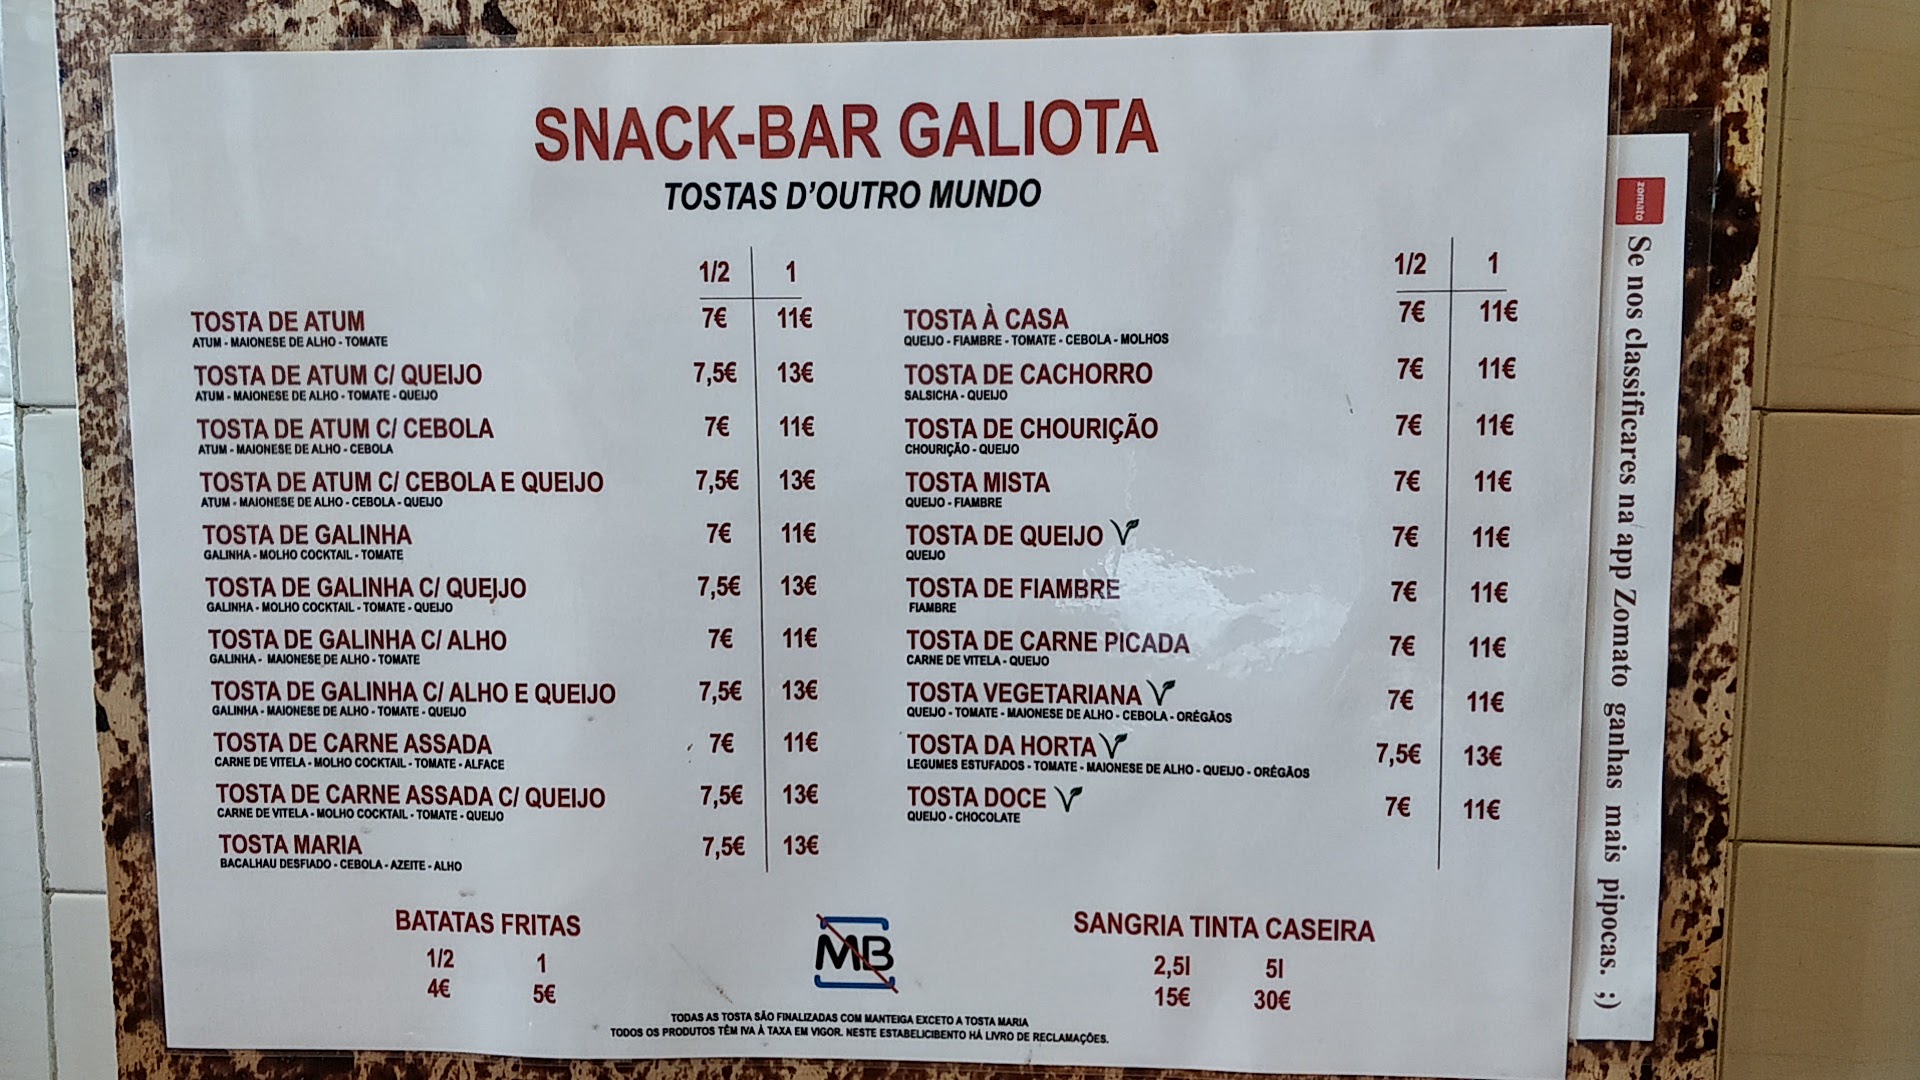 SNACK-BAR GALIOTA
TOSTAS D'OUTRO MUNDO
1/2 1
TOSTA DE ATUM 7€ 11€
ATUM - MAIONESE DE ALHO - TOMATE
TOSTA DE ATUM C/ QUEIJO 7,5€ 13€
ATUM - MAIONESE DE ALHO - TOMATE - QUEIJO
TOSTA DE ATUM C/ CEBOLA 7€ 11€
ATUM - MAIONESE DE ALHO - CEBOLA
TOSTA DE ATUM C/ CEBOLA E QUEIJO 7,5€ 13€
ATUM - MAIONESE DE ALHO - CEBOLA - QUEIJO
TOSTA DE GALINHA 7€ 11€
GALINHA - MOLHO COCKTAIL - TOMATE
TOSTA DE GALINHA C/ QUEIJO 7,5€ 13€
GALINHA - MOLHO COCKTAIL - TOMATE - QUEIJO
TOSTA DE GALINHA C/ ALHO 7€ 11€
GALINHA - MAIONESE DE ALHO - TOMATE
TOSTA DE GALINHA C/ ALHO E QUEIJO 7,5€ 13€
GALINHA - MAIONESE DE ALHO - TOMATE - QUEIJO
TOSTA DE CARNE ASSADA 7€ 11€
CARNE DE VITELA - MOLHO COCKTAIL - TOMATE - ALFACE
TOSTA DE CARNE ASSADA C/ QUEIJO 7,5€ 13€
CARNE DE VITELA - MOLHO COCKTAIL - TOMATE - QUEIJO
TOSTA MARIA 7,5€ 13€
BACALHAU DESFIADO - CEBOLA - AZEITE - ALHO
1/2 1
TOSTA À CASA 7€ 11€
QUEIJO - FIAMBRE - TOMATE - CEBOLA - MOLHOS
TOSTA DE CACHORRO 7€ 11€
SALSICHA - QUEIJO
TOSTA DE CHOURIÇÃO 7€ 11€
CHOURIÇÃO - QUEIJO
TOSTA MISTA 7€ 11€
QUEIJO - FIAMBRE
TOSTA DE QUEIJO V 7€ 11€
QUEIJO
TOSTA DE FIAMBRE 7€ 11€
FIAMBRE
TOSTA DE CARNE PICADA 7€ 11€
CARNE DE VITELA - QUEIJO
TOSTA VEGETARIANA V 7€ 11€
QUEIJO - TOMATE - MAIONESE DE ALHO - CEBOLA - ORÉGÃOS
TOSTA DA HORTA V 7,5€ 13€
LEGUMES ESTUFADOS - TOMATE - MAIONESE DE ALHO - QUEIJO - ORÉGÃOS
TOSTA DOCE V 7€ 11€
QUEIJO - CHOCOLATE
BATATAS FRITAS
1/2 1
4€ 5€
MB
SANGRIA TINTA CASEIRA
2,5l 5l
15€ 30€
TODAS AS TOSTA SÃO FINALIZADAS COM MANTEIGA EXCETO A TOSTA MARIA
TODOS OS PRODUTOS TÊM IVA À TAXA EM VIGOR. NESTE ESTABELICIBENTO HÁ LIVRO DE RECLAMAÇÕES.
zomato
Se nos classificares na app Zomato ganhas mais pipocas. ;)